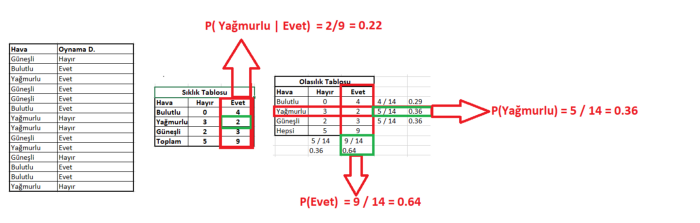 P( Yağmurlu | Evet) = 2/9 = 0.22
Hava Oynama D.
Güneşli Hayır
Bulutlu Evet
Yağmurlu Evet
Güneşli Evet
Güneşli Evet
Bulutlu Evet
Yağmurlu Hayır
Yağmurlu Hayır
Güneşli Evet
Yağmurlu Evet
Güneşli Hayır
Bulutlu Evet
Bulutlu Evet
Yağmurlu Hayır
Sıklık Tablosu
Hava Hayır Evet
Bulutlu 0 4
Yağmurlu 3 2
Güneşli 2 3
Toplam 5 9
Olasılık Tablosu
Hava Hayır Evet
Bulutlu 0 4 4 / 14 0.29
Yağmurlu 3 2 5 / 14 0.36
Güneşli 2 3 5 / 14 0.36
Hepsi 5 9
5 / 14 9 / 14
0.36 0.64
P(Yağmurlu) = 5 / 14 = 0.36
P(Evet) = 9 / 14 = 0.64